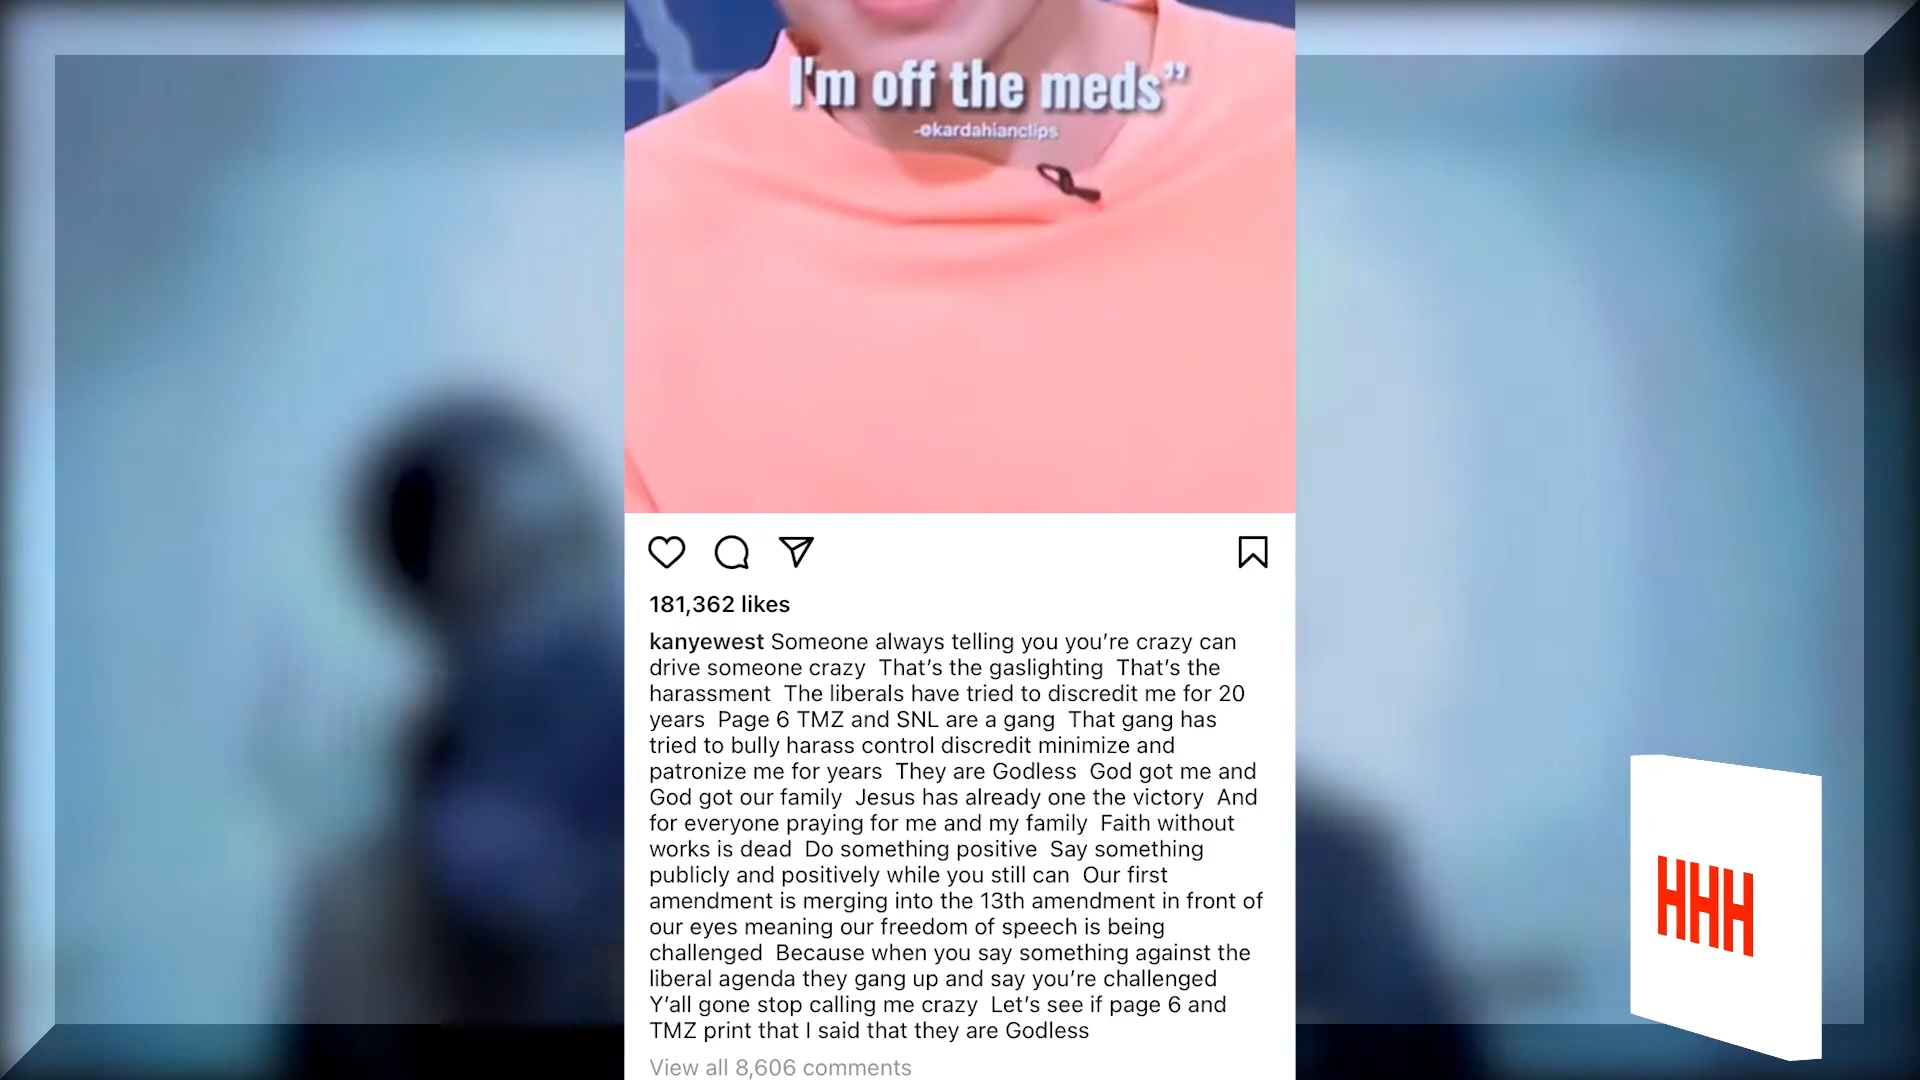 I'm off the meds”
-@kardahianclips
181,362 likes
kanyewest Someone always telling you you’re crazy can
drive someone crazy  That’s the gaslighting  That’s the
harassment  The liberals have tried to discredit me for 20
years  Page 6 TMZ and SNL are a gang  That gang has
tried to bully harass control discredit minimize and
patronize me for years  They are Godless  God got me and
God got our family  Jesus has already one the victory  And
for everyone praying for me and my family  Faith without
works is dead  Do something positive  Say something
publicly and positively while you still can  Our first
amendment is merging into the 13th amendment in front of
our eyes meaning our freedom of speech is being
challenged  Because when you say something against the
liberal agenda they gang up and say you’re challenged
Y’all gone stop calling me crazy  Let’s see if page 6 and
TMZ print that I said that they are Godless
View all 8,606 comments
HHH